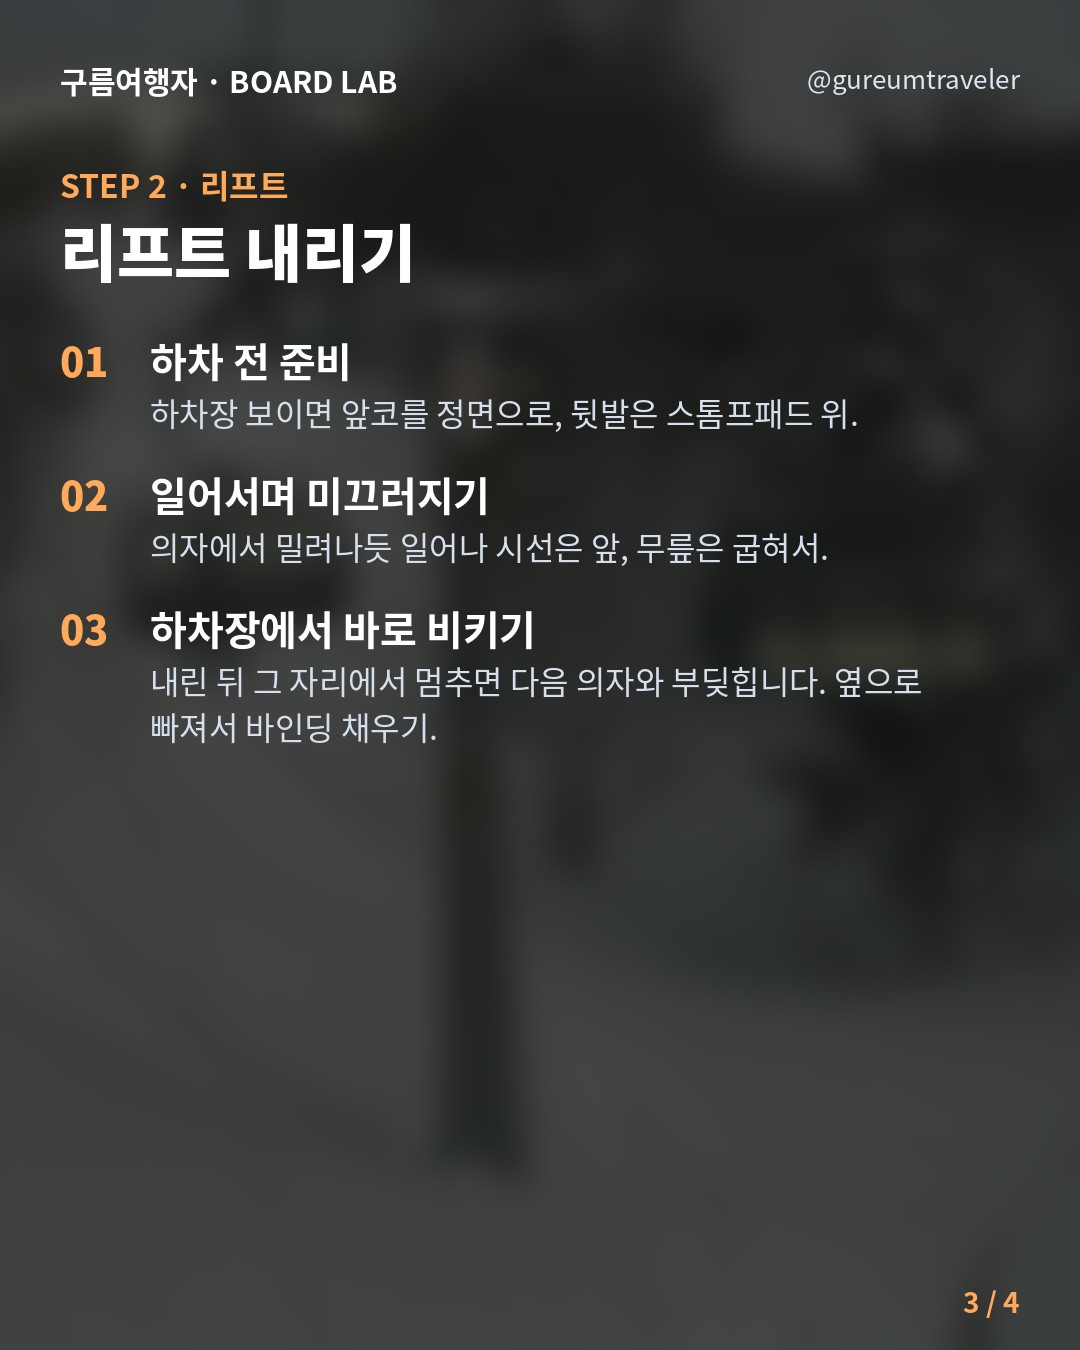 구름여행자 · BOARD LAB
@gureumtraveler
STEP 2 · 리프트
리프트 내리기
01 하차 전 준비
하차장 보이면 앞코를 정면으로, 뒷발은 스톰프패드 위.
02 일어서며 미끄러지기
의자에서 밀려나듯 일어나 시선은 앞, 무릎은 굽혀서.
03 하차장에서 바로 비키기
내린 뒤 그 자리에서 멈추면 다음 의자와 부딪힙니다. 옆으로
빠져서 바인딩 채우기.
3 / 4